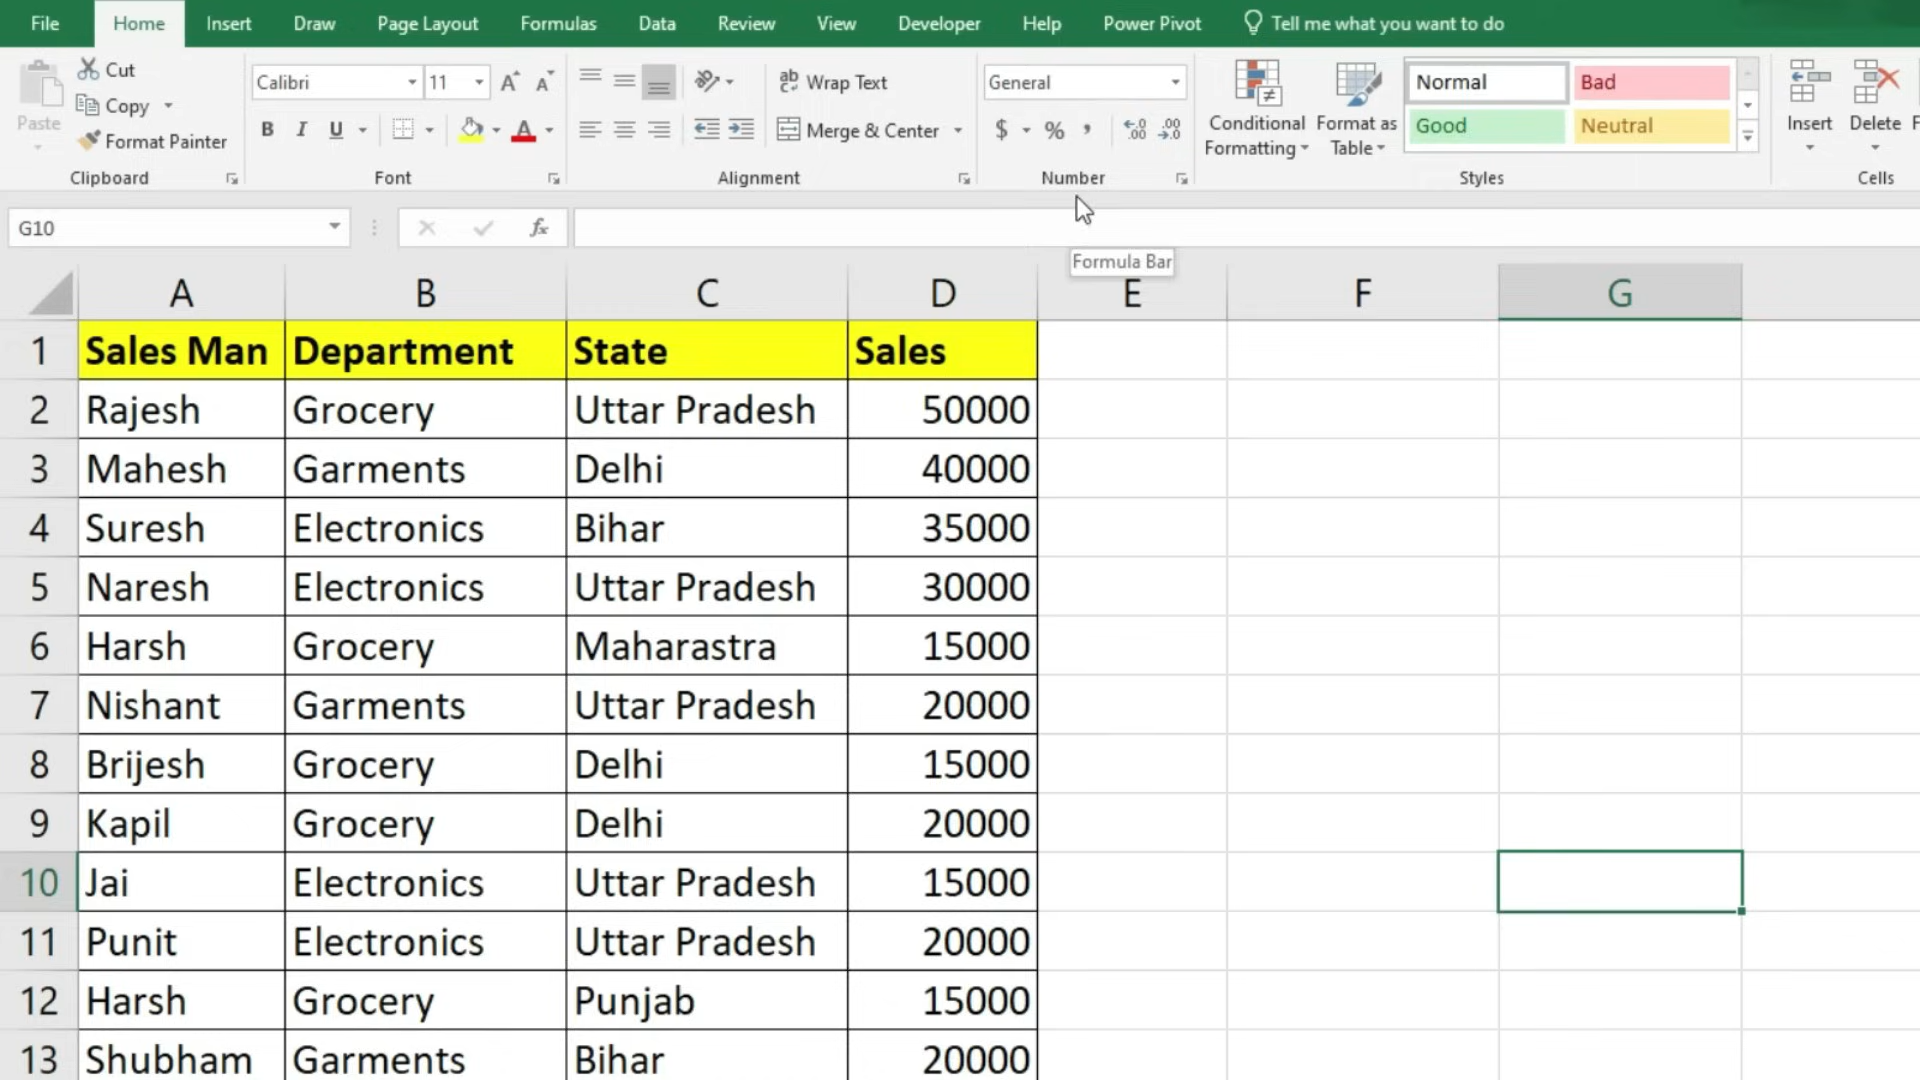 File Home Insert Draw Page Layout Formulas Data Review View Developer Help Power Pivot Tell me what you want to do
Cut
Copy
Format Painter
Paste
Clipboard
Calibri 11
B I U
Font
Wrap Text
Merge & Center
Alignment
General
$ % ,
Number
Conditional Formatting
Format as Table
Normal Bad
Good Neutral
Styles
Insert Delete
Cells
G10
fx
Formula Bar
A B C D E F G
1 Sales Man Department State Sales
2 Rajesh Grocery Uttar Pradesh 50000
3 Mahesh Garments Delhi 40000
4 Suresh Electronics Bihar 35000
5 Naresh Electronics Uttar Pradesh 30000
6 Harsh Grocery Maharastra 15000
7 Nishant Garments Uttar Pradesh 20000
8 Brijesh Grocery Delhi 15000
9 Kapil Grocery Delhi 20000
10 Jai Electronics Uttar Pradesh 15000
11 Punit Electronics Uttar Pradesh 20000
12 Harsh Grocery Punjab 15000
13 Shubham Garments Bihar 20000